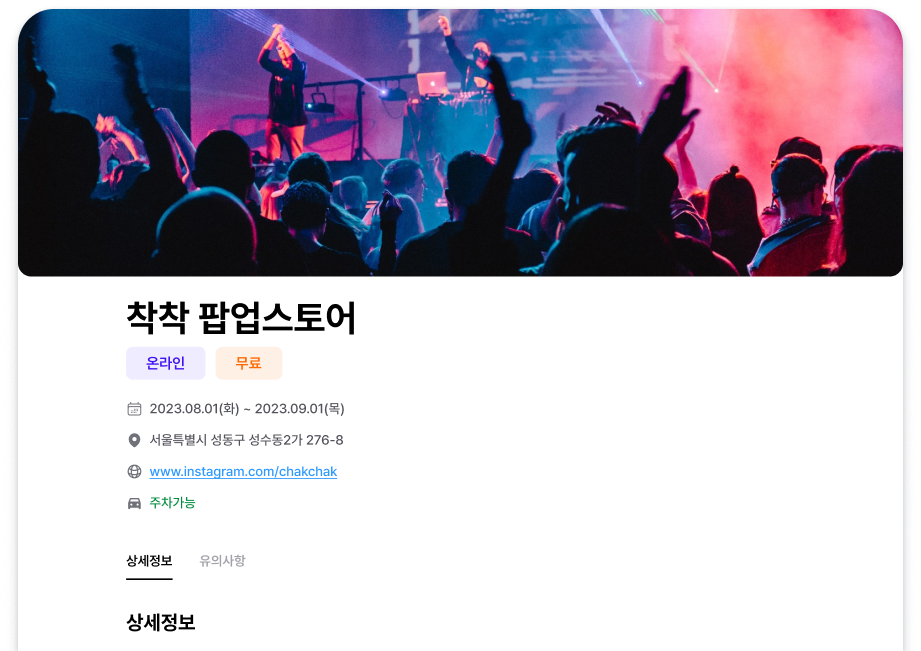 착착 팝업스토어
온라인 무료
2023.08.01(화) ~ 2023.09.01(목)
서울특별시 성동구 성수동2가 276-8
www.instagram.com/chakchak
주차가능
상세정보 유의사항
상세정보